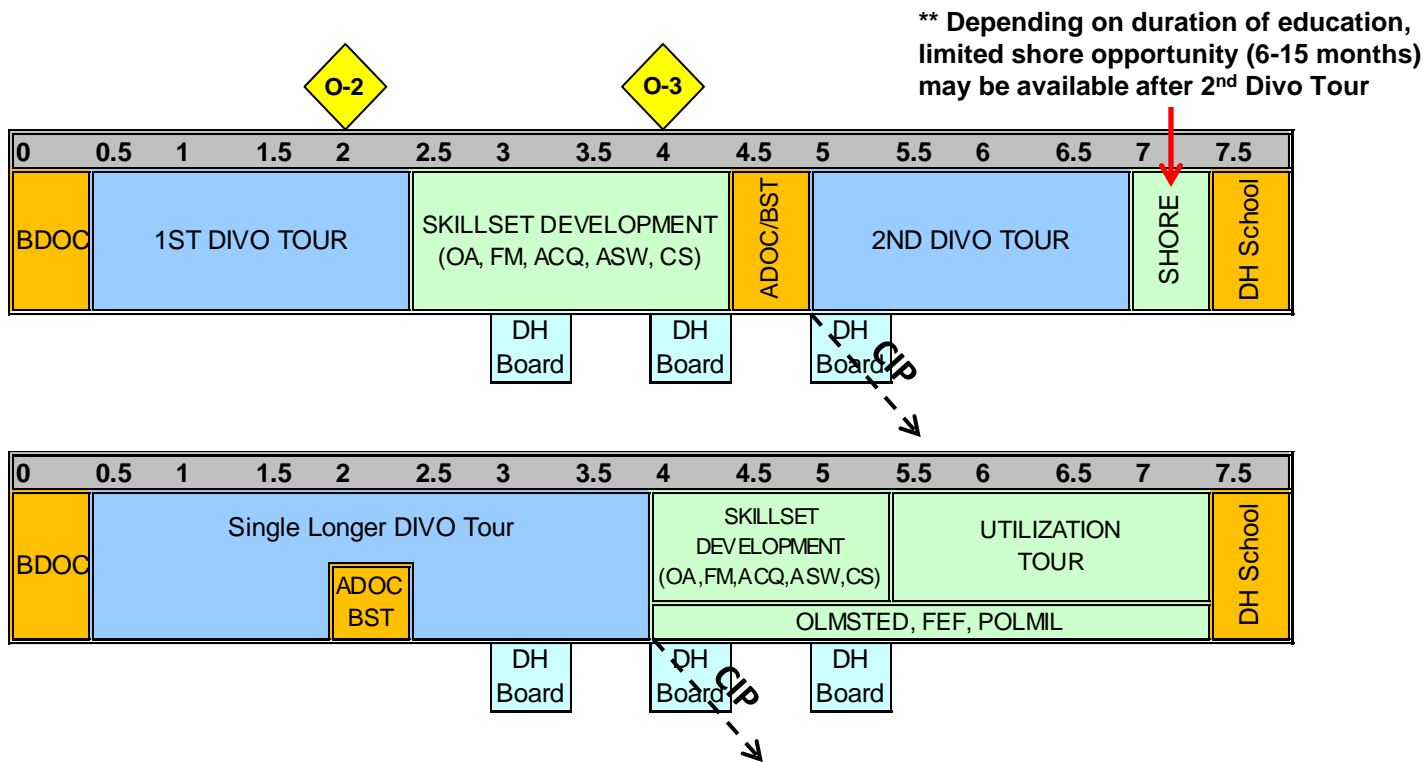 ** Depending on duration of education,
limited shore opportunity (6-15 months)
may be available after 2nd Divo Tour
O-2
O-3
0 0.5 1 1.5 2 2.5 3 3.5 4 4.5 5 5.5 6 6.5 7 7.5
BDOC
1ST DIVO TOUR
SKILLSET DEVELOPMENT
(OA, FM, ACQ, ASW, CS)
ADOC/BST
2ND DIVO TOUR
SHORE
DH School
DH
Board
DH
Board
DH
Board
CIP
0 0.5 1 1.5 2 2.5 3 3.5 4 4.5 5 5.5 6 6.5 7 7.5
BDOC
Single Longer DIVO Tour
ADOC
BST
SKILLSET
DEVELOPMENT
(OA,FM,ACQ,ASW,CS)
UTILIZATION
TOUR
OLMSTED, FEF, POLMIL
DH School
DH
Board
DH
Board
DH
Board
CIP